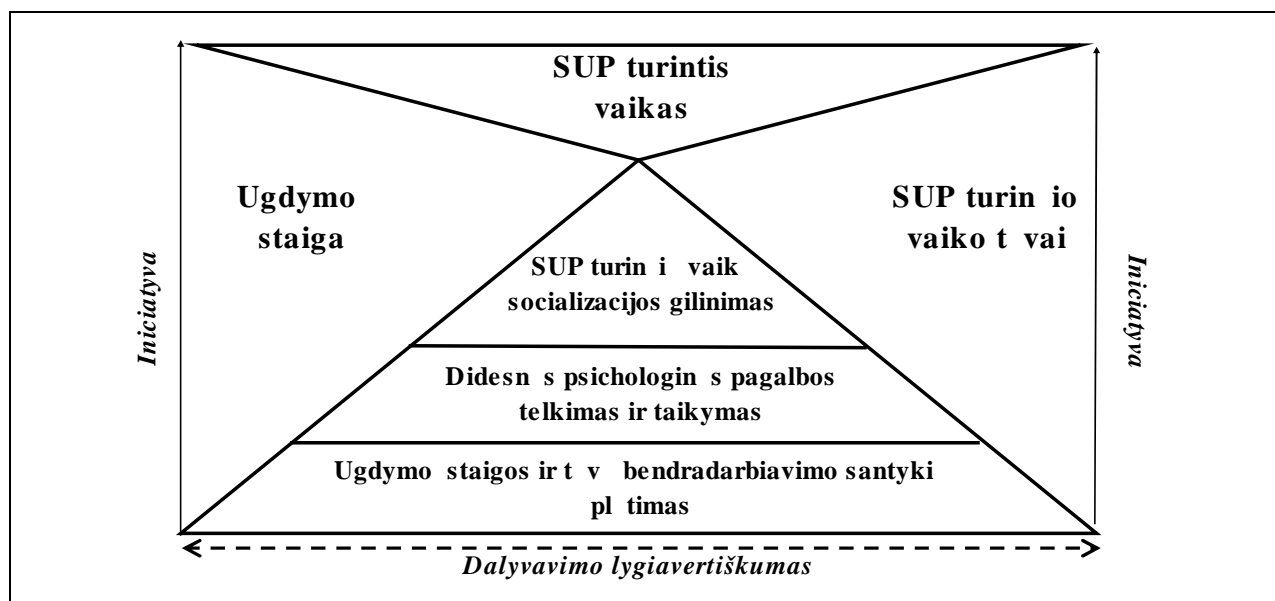 SUP turintis
vaikas
Ugdymo
staiga
SUP turin io
vaiko t vai
Iniciatyva
Iniciatyva
SUP turin i vaik
socializacijos gilinimas
Didesn s psichologin s pagalbos
telkimas ir taikymas
Ugdymo staigos ir t v bendradarbiavimo santyki
pl timas
Dalyvavimo lygiavertiškumas